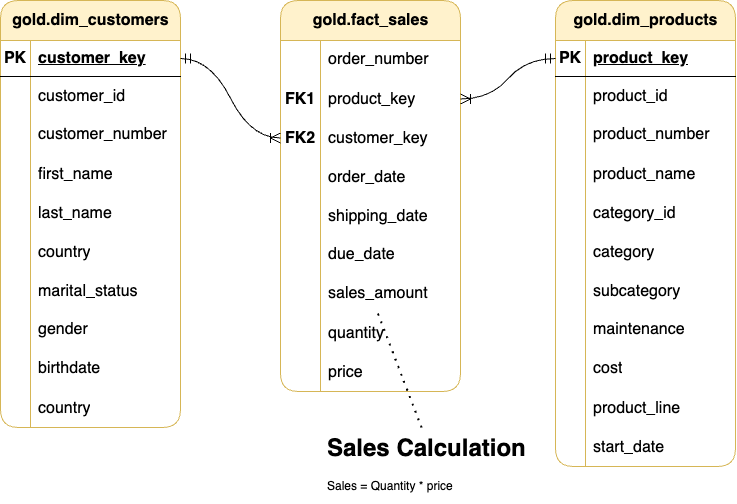 gold.dim_customers
PK customer_key
customer_id
customer_number
first_name
last_name
country
marital_status
gender
birthdate
country
gold.fact_sales
order_number
FK1 product_key
FK2 customer_key
order_date
shipping_date
due_date
sales_amount
quantity
price
Sales Calculation
Sales = Quantity * price
gold.dim_products
PK product_key
product_id
product_number
product_name
category_id
category
subcategory
maintenance
cost
product_line
start_date